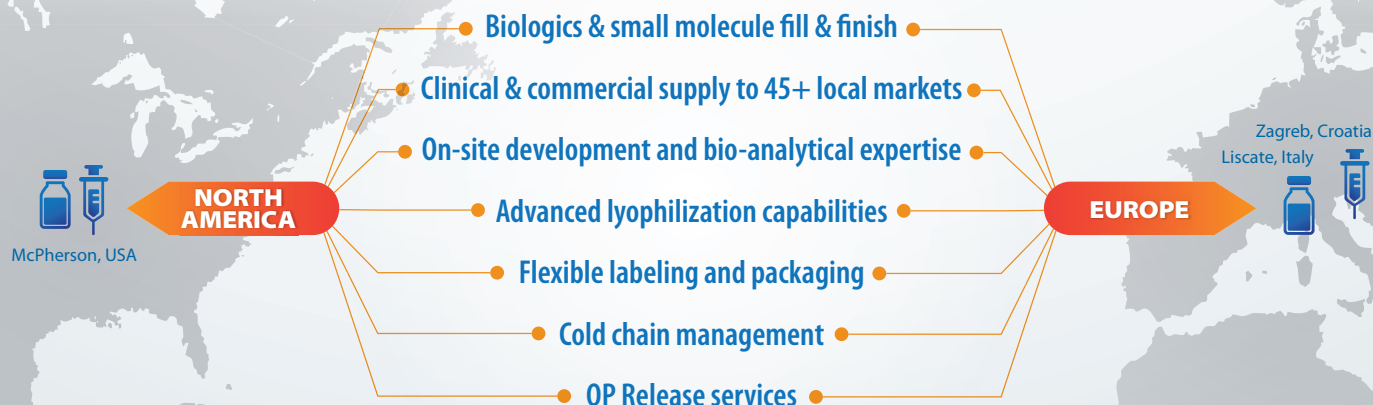 Biologics & small molecule fill & finish
Clinical & commercial supply to 45+ local markets
On-site development and bio-analytical expertise
Advanced lyophilization capabilities
Flexible labeling and packaging
Cold chain management
OP Release services
NORTH
AMERICA
E
McPherson, USA
EUROPE
Zagreb, Croatia
Liscate, Italy
E